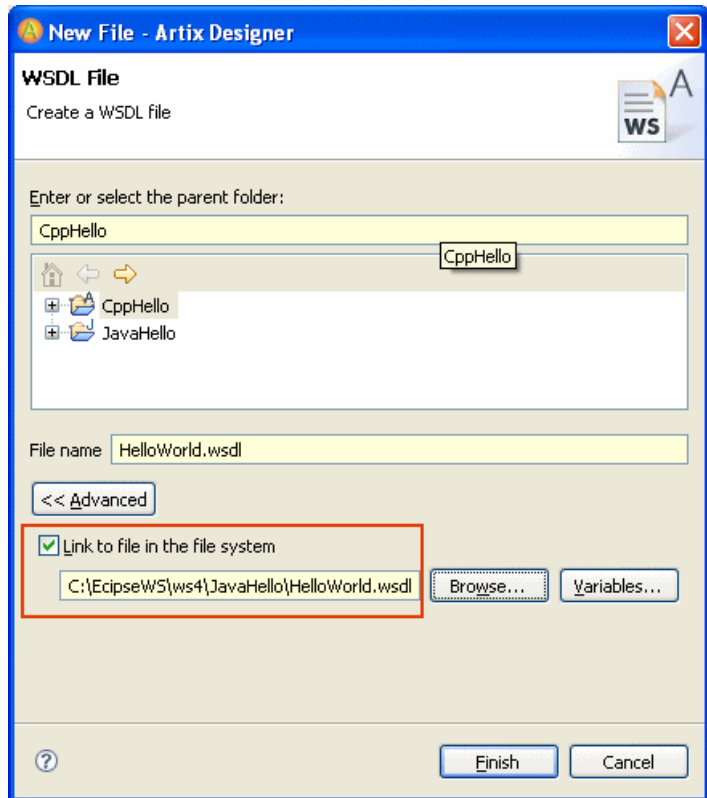 New File - Artix Designer
WSDL File
Create a WSDL file
A
WS
Enter or select the parent folder:
CppHello
CppHello
CppHello
JavaHello
File name HelloWorld.wsdl
<< Advanced
Link to file in the file system
C:\EcipseWS\ws4\JavaHello\HelloWorld.wsdl Browse... Variables...
? Finish Cancel